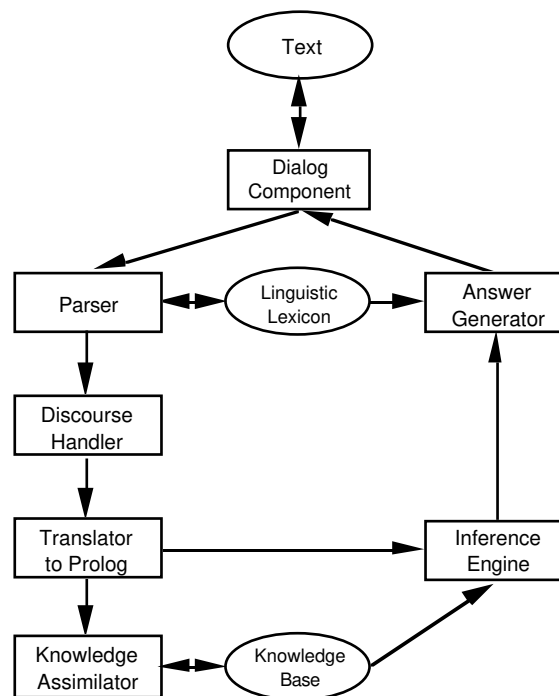 Text
Dialog
Component
Parser
Linguistic
Lexicon
Answer
Generator
Discourse
Handler
Translator
to Prolog
Inference
Engine
Knowledge
Assimilator
Knowledge
Base